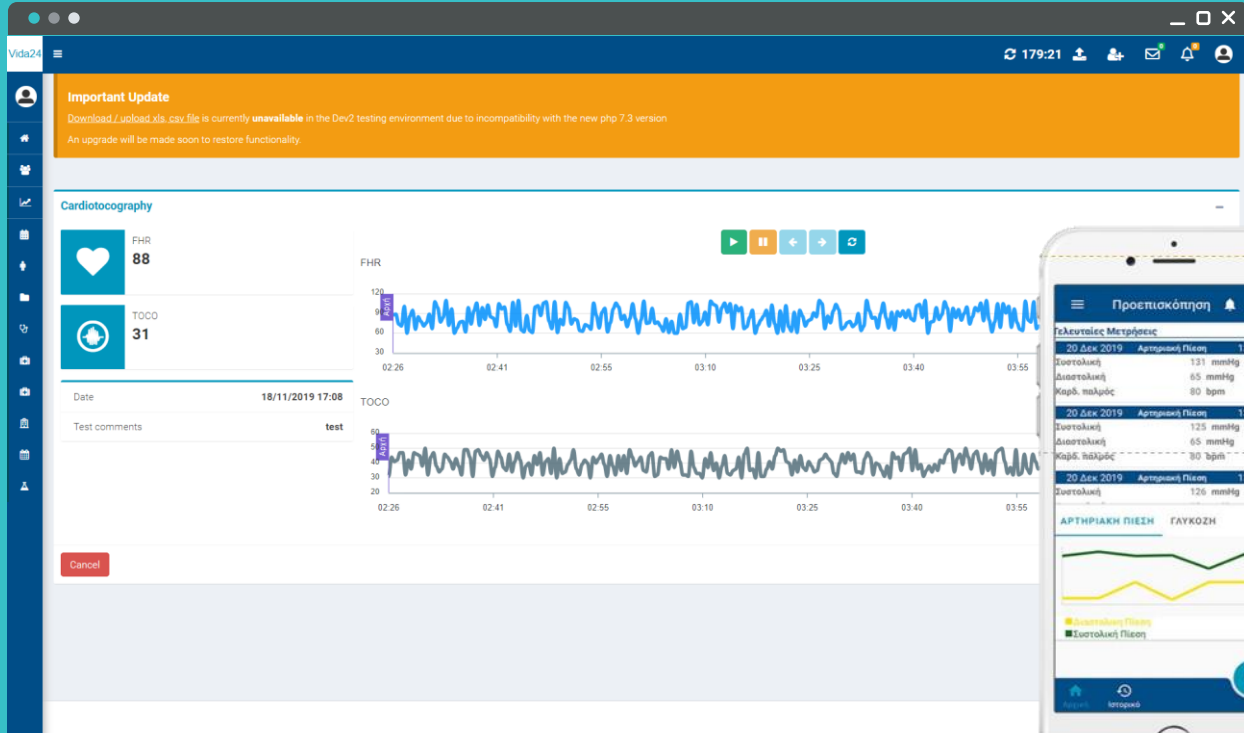 Vida24
179:21
Important Update
Download / upload xls, csv file is currently unavailable in the Dev2 testing environment due to incompatibility with the new php 7.3 version
An upgrade will be made soon to restore functionality.
Cardiotocography
FHR
88
TOCO
31
Date 18/11/2019 17:08
Test comments test
Cancel
FHR
120
Αρχή
60
30
02:26 02:41 02:55 03:10 03:25 03:40 03:55
TOCO
60
Αρχή
40
30
20
02:26 02:41 02:55 03:10 03:25 03:40 03:55
Προεπισκόπηση
Τελευταίες Μετρήσεις
20 Δεκ 2019 Αρτηριακή Πίεση
Συστολική 131 mmHg
Διαστολική 65 mmHg
Καρδ. παλμός 80 bpm
20 Δεκ 2019 Αρτηριακή Πίεση
Συστολική 125 mmHg
Διαστολική 65 mmHg
Καρδ. παλμός 80 bpm
20 Δεκ 2019 Αρτηριακή Πίεση
Συστολική 126 mmHg
ΑΡΤΗΡΙΑΚΗ ΠΙΕΣΗ ΓΛΥΚΟΖΗ
Διαστολική Πίεση
Συστολική Πίεση
Αρχική Ιστορικό